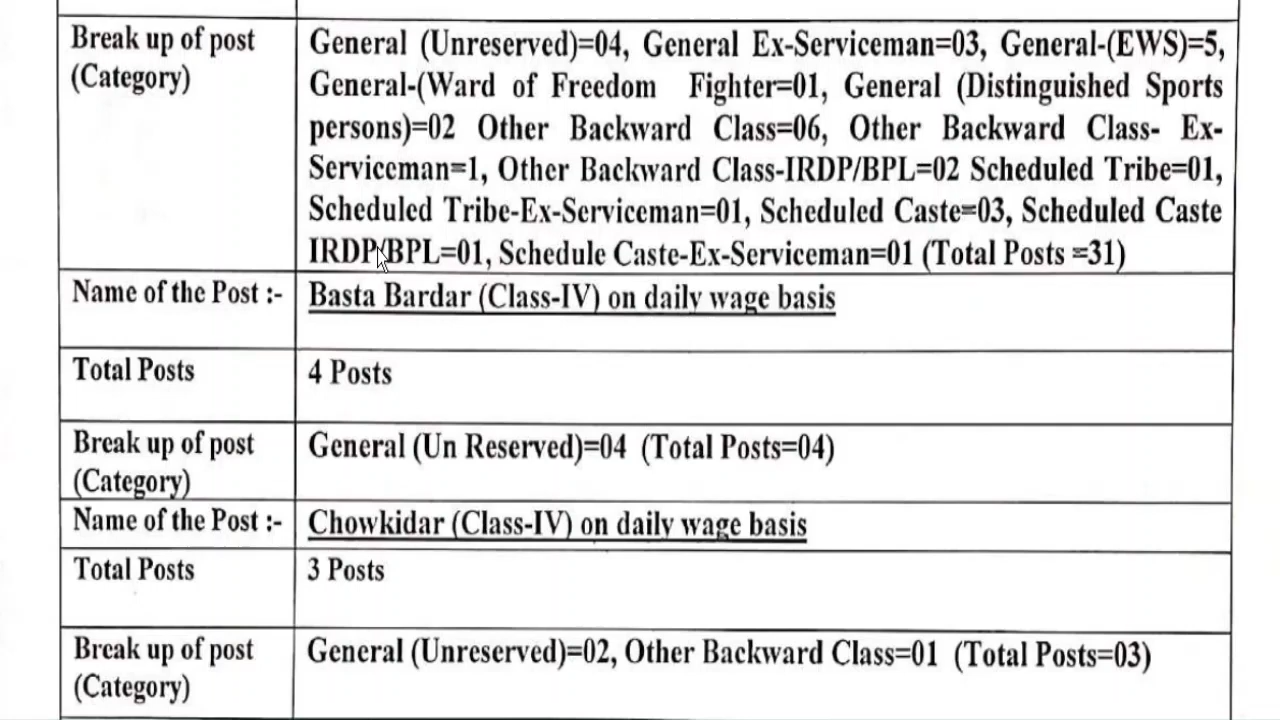 Break up of post
(Category)
General (Unreserved)=04, General Ex-Serviceman=03, General-(EWS)=5,
General-(Ward of Freedom Fighter=01, General (Distinguished Sports
persons)=02 Other Backward Class=06, Other Backward Class- Ex-
Serviceman=1, Other Backward Class-IRDP/BPL=02 Scheduled Tribe=01,
Scheduled Tribe-Ex-Serviceman=01, Scheduled Caste=03, Scheduled Caste
IRDP/BPL=01, Schedule Caste-Ex-Serviceman=01 (Total Posts =31)
Name of the Post :-
Basta Bardar (Class-IV) on daily wage basis
Total Posts
4 Posts
Break up of post
(Category)
General (Un Reserved)=04 (Total Posts=04)
Name of the Post :-
Chowkidar (Class-IV) on daily wage basis
Total Posts
3 Posts
Break up of post
(Category)
General (Unreserved)=02, Other Backward Class=01 (Total Posts=03)